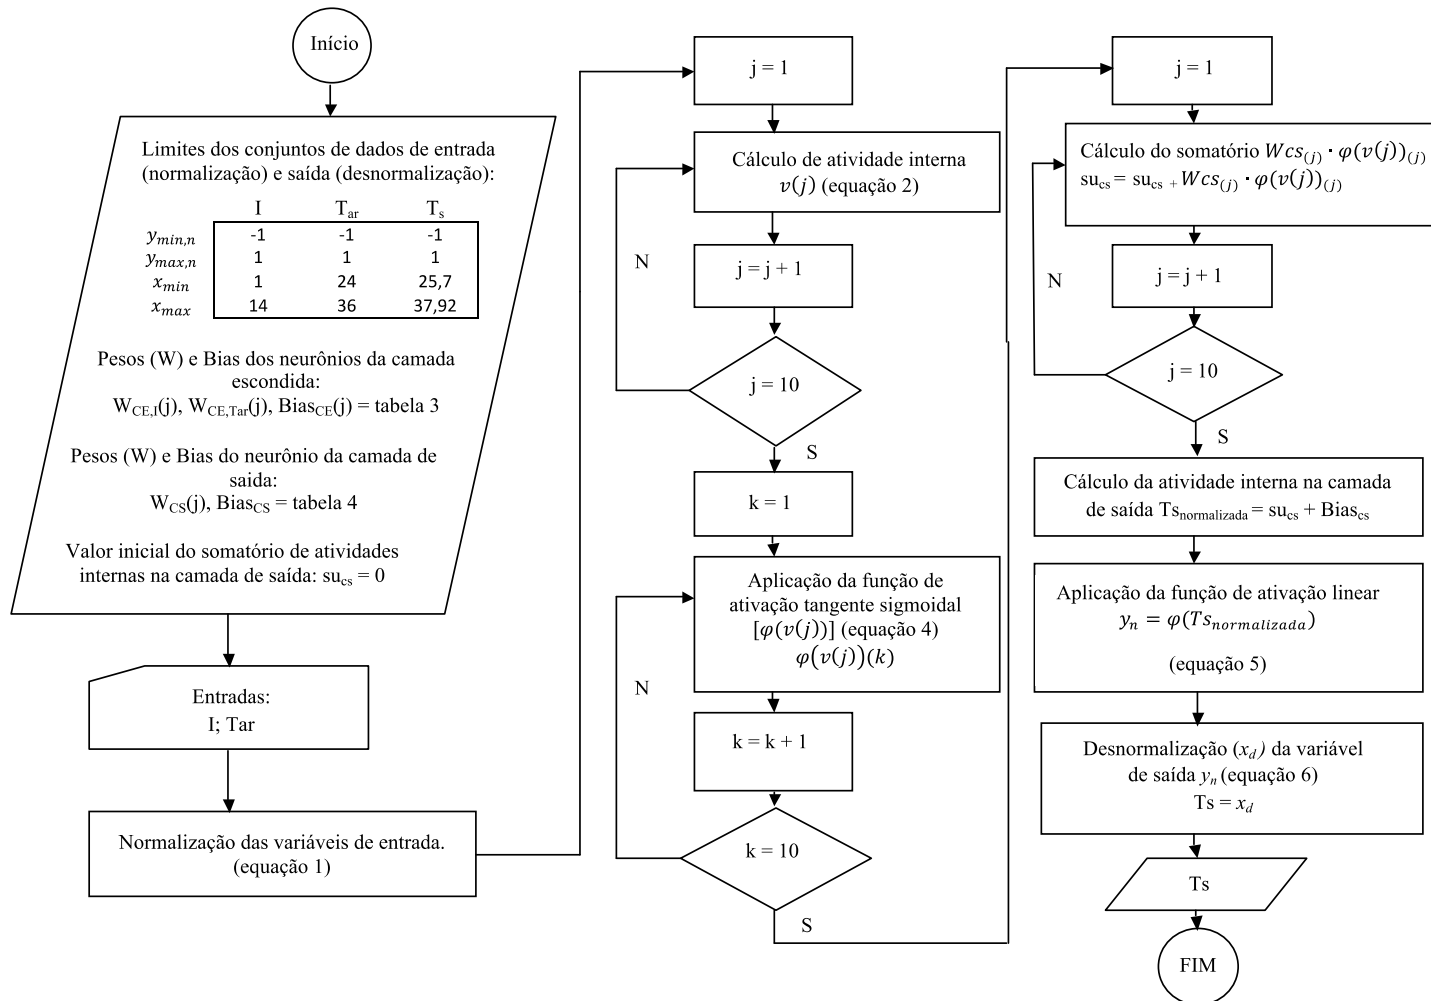 Início
Limites dos conjuntos de dados de entrada
(normalização) e saída (desnormalização):
I T_ar T_s
y_min,n -1 -1 -1
y_max,n 1 1 1
x_min 1 24 25,7
x_max 14 36 37,92
Pesos (W) e Bias dos neurônios da camada
escondida:
W_CE,I(j), W_CE,Tar(j), Bias_CE(j) = tabela 3
Pesos (W) e Bias do neurônio da camada de
saida:
W_CS(j), Bias_CS = tabela 4
Valor inicial do somatório de atividades
internas na camada de saída: su_cs = 0
Entradas:
I; Tar
Normalização das variáveis de entrada.
(equação 1)
j = 1
Cálculo de atividade interna
v(j) (equação 2)
N
j = j + 1
j = 10
S
k = 1
Aplicação da função de
ativação tangente sigmoidal
[φ(v(j))] (equação 4)
φ(v(j))(k)
N
k = k + 1
k = 10
S
j = 1
Cálculo do somatório Wcs_(j) · φ(v(j))_(j)
su_cs = su_cs + Wcs_(j) · φ(v(j))_(j)
N
j = j + 1
j = 10
S
Cálculo da atividade interna na camada
de saída Ts_normalizada = su_cs + Bias_cs
Aplicação da função de ativação linear
y_n = φ(Ts_normalizada)
(equação 5)
Desnormalização (x_d) da variável
de saída y_n (equação 6)
Ts = x_d
Ts
FIM